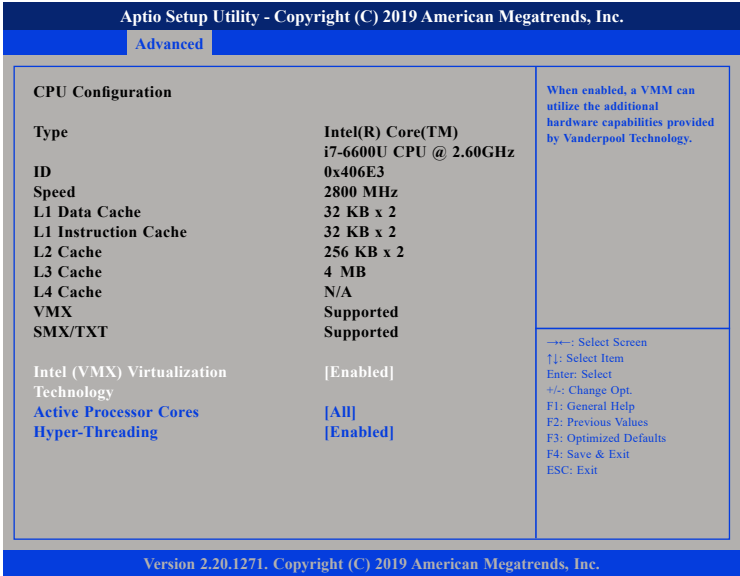 Aptio Setup Utility - Copyright (C) 2019 American Megatrends, Inc.
Advanced
CPU Configuration
Type Intel(R) Core(TM)
i7-6600U CPU @ 2.60GHz
ID 0x406E3
Speed 2800 MHz
L1 Data Cache 32 KB x 2
L1 Instruction Cache 32 KB x 2
L2 Cache 256 KB x 2
L3 Cache 4 MB
L4 Cache N/A
VMX Supported
SMX/TXT Supported
Intel (VMX) Virtualization [Enabled]
Technology
Active Processor Cores [All]
Hyper-Threading [Enabled]
When enabled, a VMM can
utilize the additional
hardware capabilities provided
by Vanderpool Technology.
→←: Select Screen
↑↓: Select Item
Enter: Select
+/-: Change Opt.
F1: General Help
F2: Previous Values
F3: Optimized Defaults
F4: Save & Exit
ESC: Exit
Version 2.20.1271. Copyright (C) 2019 American Megatrends, Inc.